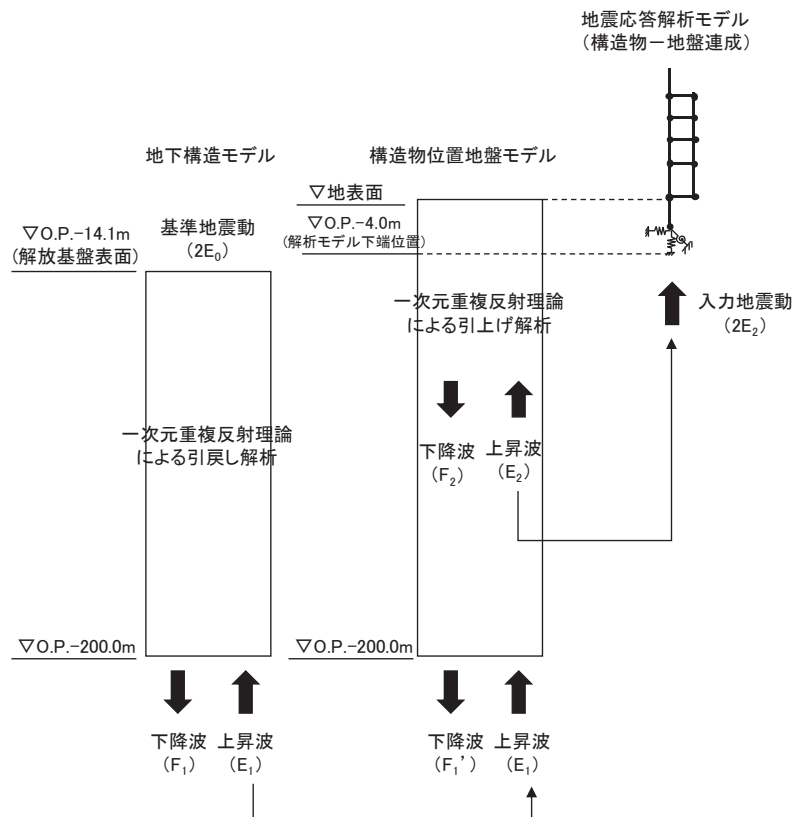 地震応答解析モデル
（構造物－地盤連成）
地下構造モデル
構造物位置地盤モデル
▽地表面
▽O.P.-14.1m
（解放基盤表面）
基準地震動
（2E₀）
▽O.P.-4.0m
（解析モデル下端位置）
一次元重複反射理論
による引上げ解析
入力地震動
（2E₂）
一次元重複反射理論
による引戻し解析
下降波
（F₂）
上昇波
（E₂）
▽O.P.-200.0m
▽O.P.-200.0m
下降波
（F₁）
上昇波
（E₁）
下降波
（F₁’）
上昇波
（E₁）